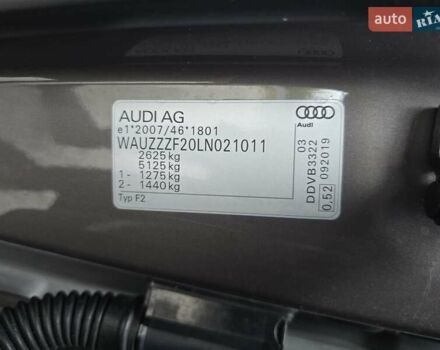 auto RIA
AUDI AG
Audi
e1*2007/46*1801
WAUZZZF20LN021011
2625kg
5125kg
1- 1275kg
2- 1440kg
Typ F2
03
DDVB3322
0,52 092019